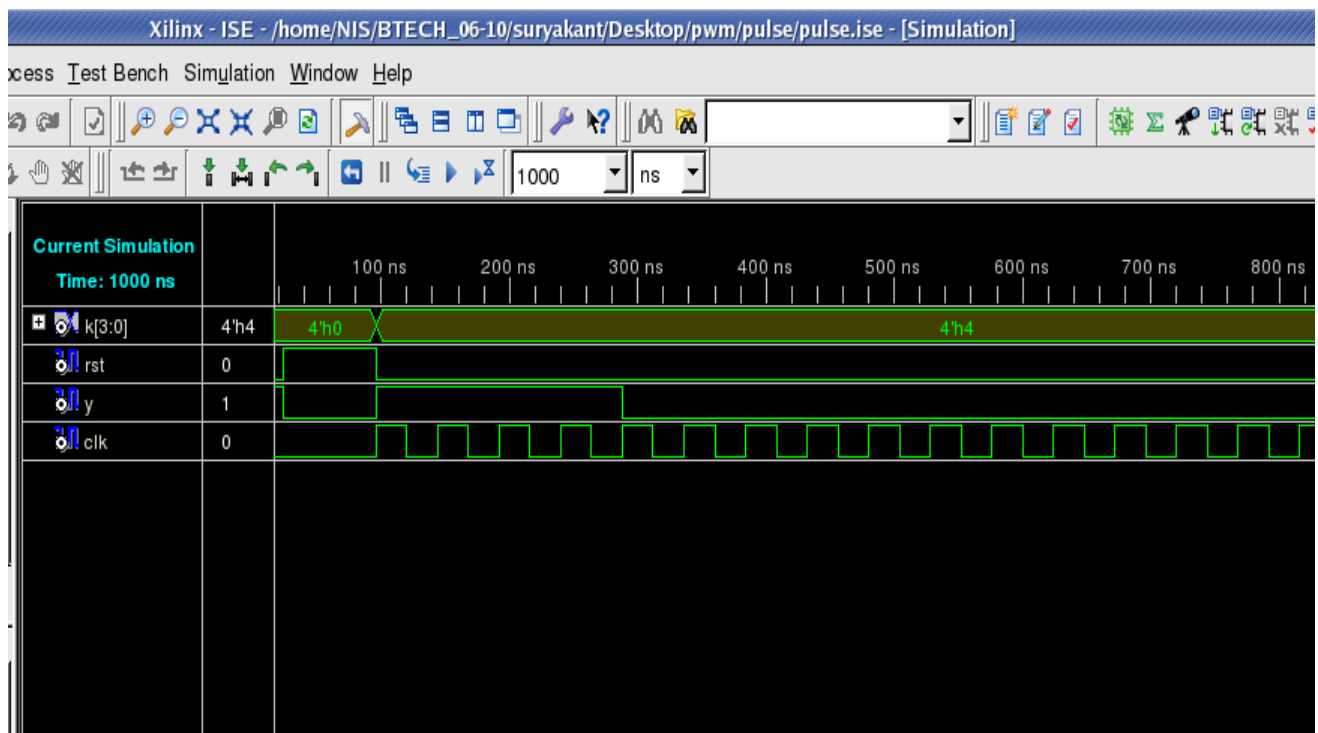 Xilinx - ISE - /home/NIS/BTECH_06-10/suryakant/Desktop/pwm/pulse/pulse.ise - [Simulation]
ocess Test Bench Simulation Window Help
1000 ns
Current Simulation
Time: 1000 ns
100 ns 200 ns 300 ns 400 ns 500 ns 600 ns 700 ns 800 ns
k[3:0] 4'h4 4'h0 4'h4
rst 0
y 1
clk 0